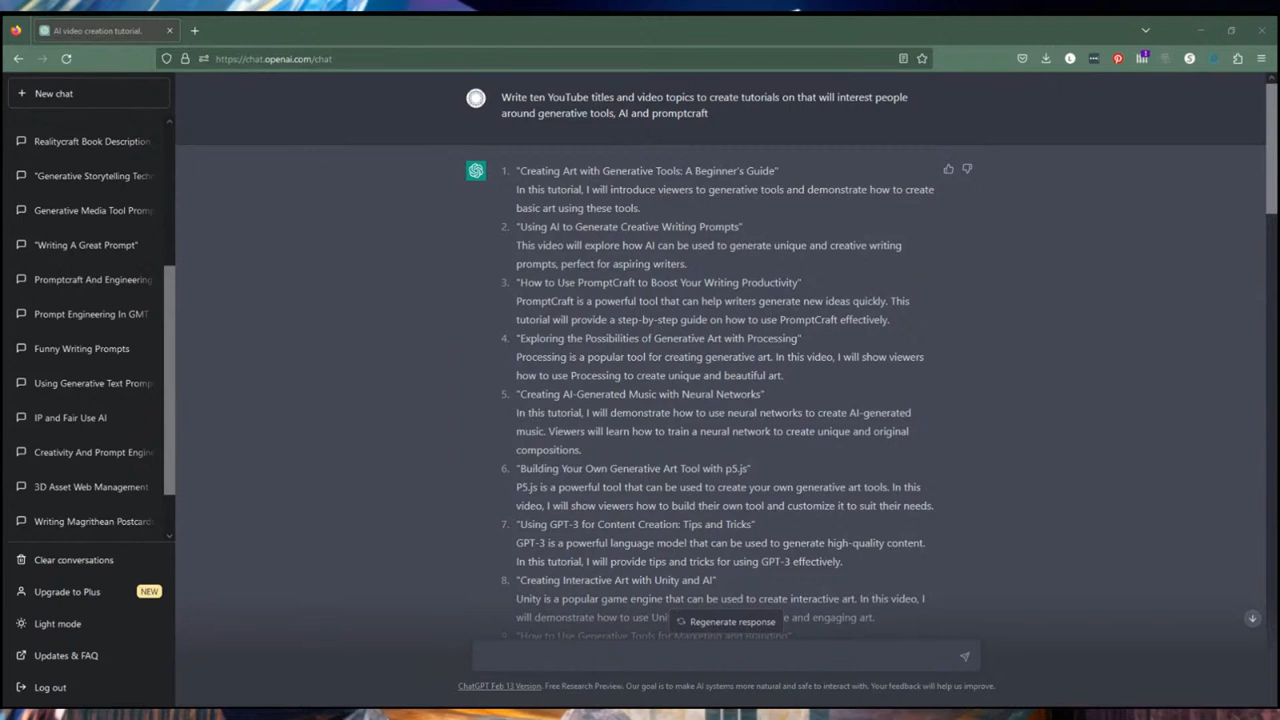 AI video creation tutorial.
https://chat.openai.com/chat
New chat
Realitycraft Book Description
"Generative Storytelling Tech
Generative Media Tool Promp
"Writing A Great Prompt"
Promptcraft And Engineering
Prompt Engineering In GMT
Funny Writing Prompts
Using Generative Text Promp
IP and Fair Use AI
Creativity And Prompt Engine
3D Asset Web Management
Writing Magrithean Postcard
Clear conversations
Upgrade to Plus NEW
Light mode
Updates & FAQ
Log out
Write ten YouTube titles and video topics to create tutorials on that will interest people
around generative tools, AI and promptcraft
1. "Creating Art with Generative Tools: A Beginner's Guide"
In this tutorial, I will introduce viewers to generative tools and demonstrate how to create
basic art using these tools.
2. "Using AI to Generate Creative Writing Prompts"
This video will explore how AI can be used to generate unique and creative writing
prompts, perfect for aspiring writers.
3. "How to Use PromptCraft to Boost Your Writing Productivity"
PromptCraft is a powerful tool that can help writers generate new ideas quickly. This
tutorial will provide a step-by-step guide on how to use PromptCraft effectively.
4. "Exploring the Possibilities of Generative Art with Processing"
Processing is a popular tool for creating generative art. In this video, I will show viewers
how to use Processing to create unique and beautiful art.
5. "Creating AI-Generated Music with Neural Networks"
In this tutorial, I will demonstrate how to use neural networks to create AI-generated
music. Viewers will learn how to train a neural network to create unique and original
compositions.
6. "Building Your Own Generative Art Tool with p5.js"
P5.js is a powerful tool that can be used to create your own generative art tools. In this
video, I will show viewers how to build their own tool and customize it to suit their needs.
7. "Using GPT-3 for Content Creation: Tips and Tricks"
GPT-3 is a powerful language model that can be used to generate high-quality content.
In this tutorial, I will provide tips and tricks for using GPT-3 effectively.
8. "Creating Interactive Art with Unity and AI"
Unity is a popular game engine that can be used to create interactive art. In this video, I
will demonstrate how to use Uni e and engaging art.
Regenerate response
9. "How to Use Generative Tools for Marketing and Branding"
ChatGPT Feb 13 Version. Free Research Preview. Our goal is to make AI systems more natural and safe to interact with. Your feedback will help us improve.